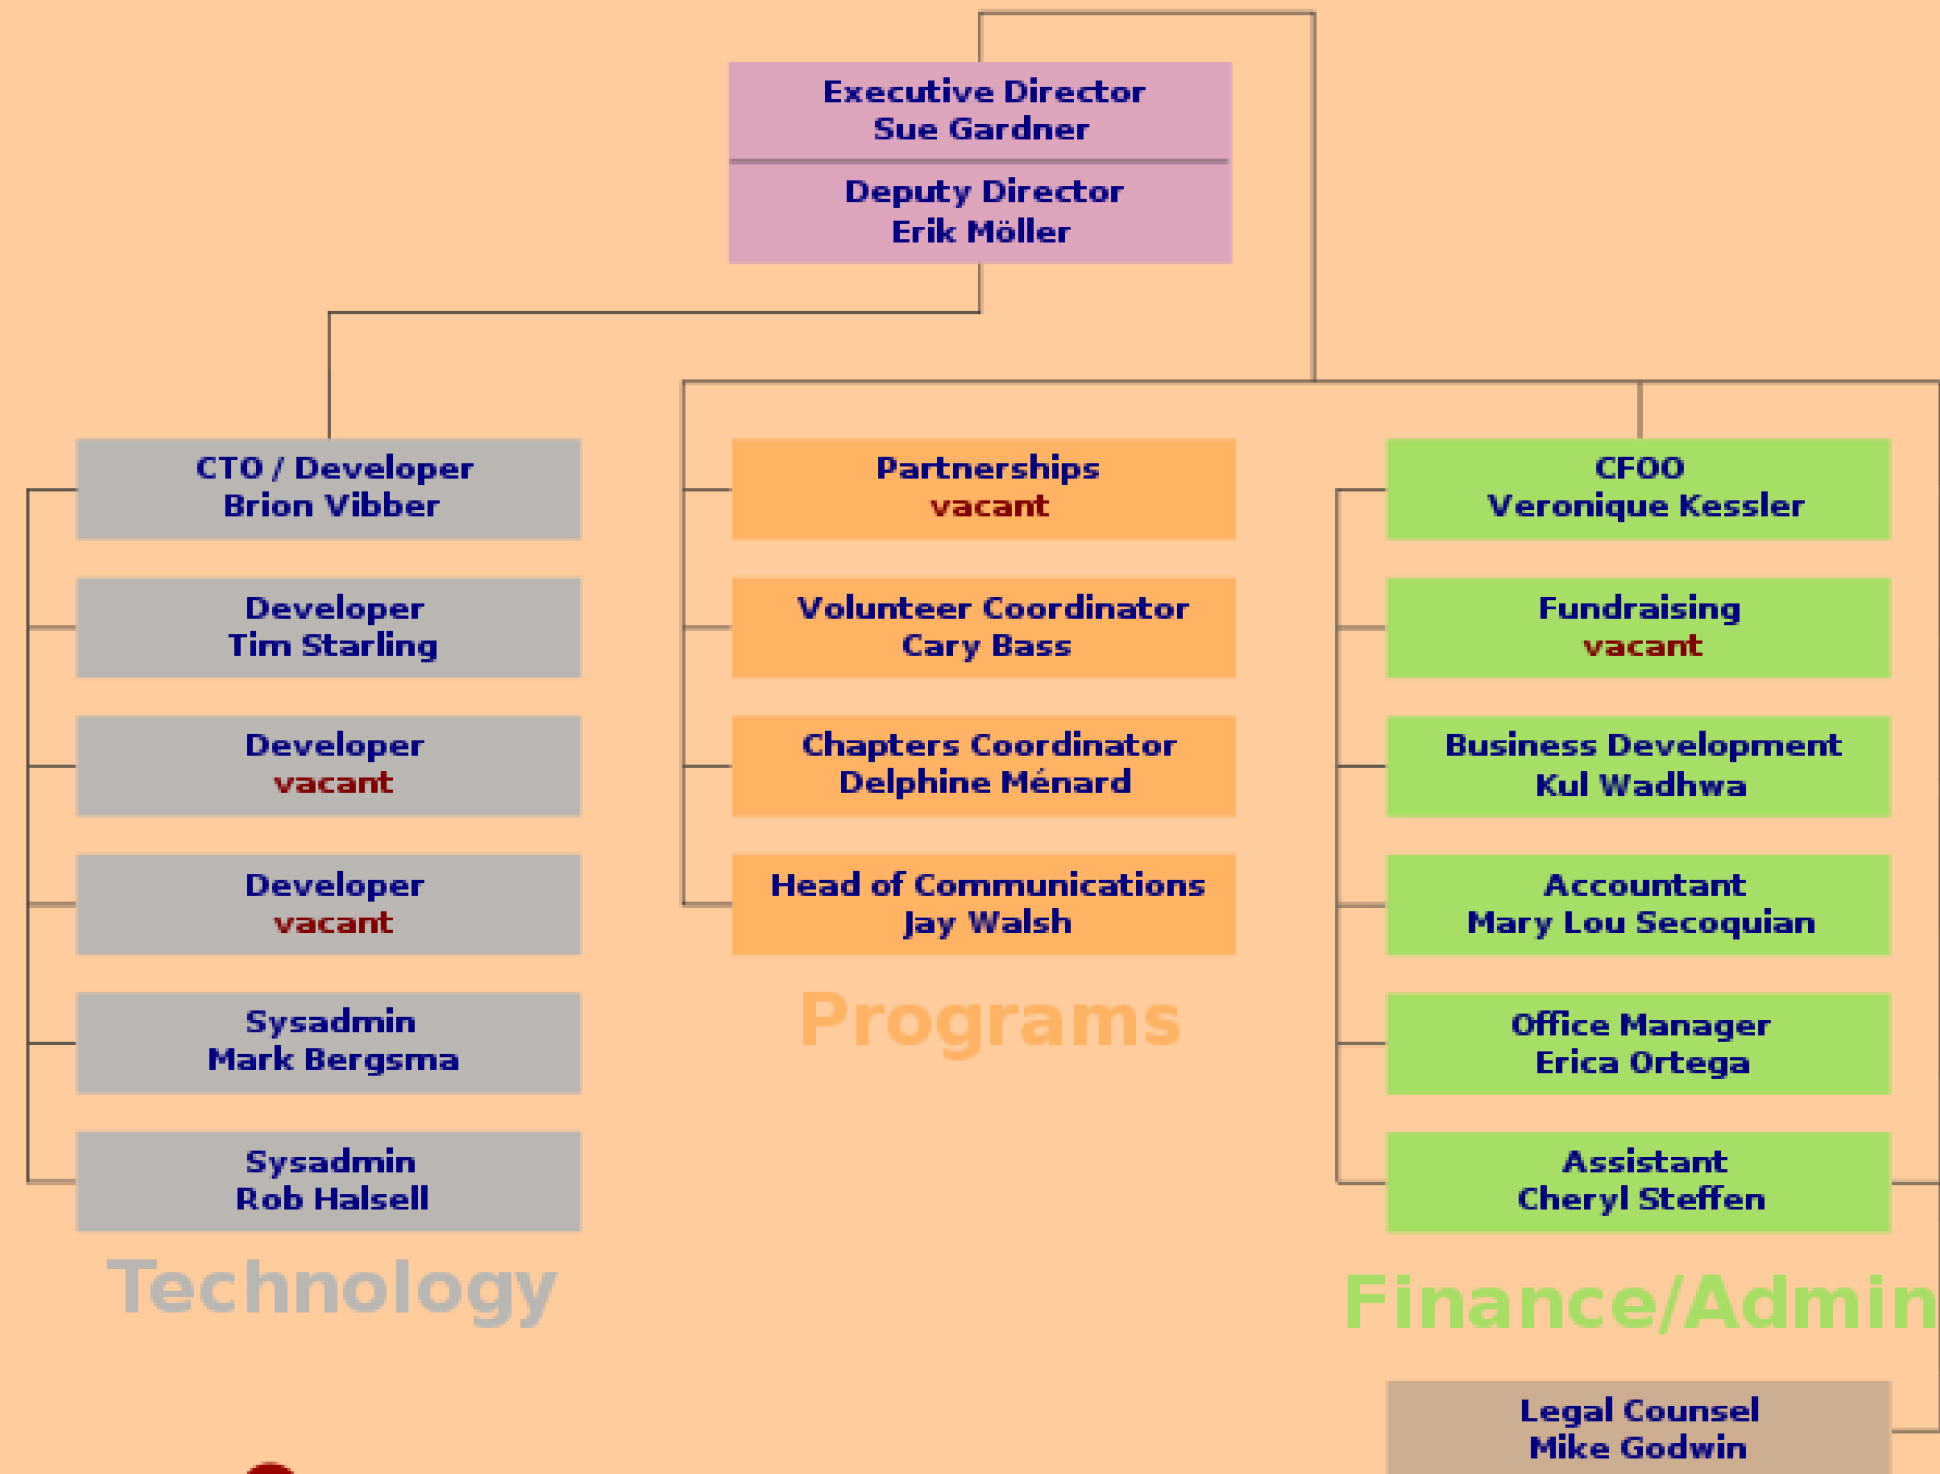 Executive Director
Sue Gardner
Deputy Director
Erik Möller
CTO / Developer
Brion Vibber
Developer
Tim Starling
Developer
vacant
Developer
vacant
Sysadmin
Mark Bergsma
Sysadmin
Rob Halsell
Technology
Partnerships
vacant
Volunteer Coordinator
Cary Bass
Chapters Coordinator
Delphine Ménard
Head of Communications
Jay Walsh
Programs
CFOO
Veronique Kessler
Fundraising
vacant
Business Development
Kul Wadhwa
Accountant
Mary Lou Secoquian
Office Manager
Erica Ortega
Assistant
Cheryl Steffen
Finance/Admin
Legal Counsel
Mike Godwin